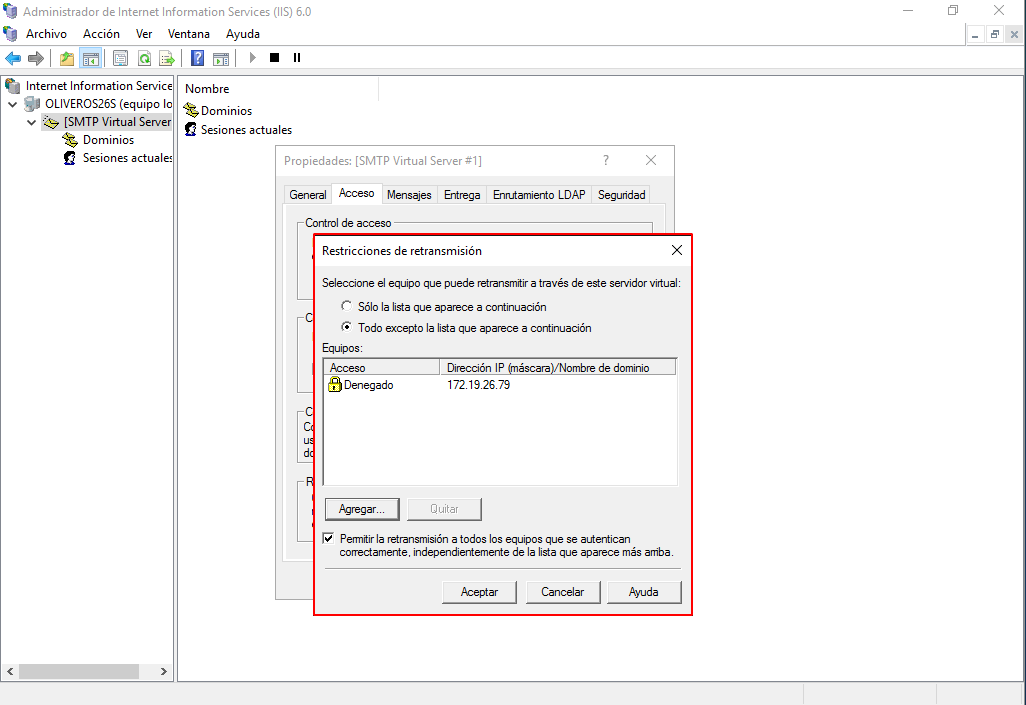 Administrador de Internet Information Services (IIS) 6.0
Archivo Acción Ver Ventana Ayuda
Internet Information Service
OLIVEROS26S (equipo lo
[SMTP Virtual Server
Dominios
Sesiones actuales
Nombre
Dominios
Sesiones actuales
Propiedades: [SMTP Virtual Server #1]
General Acceso Mensajes Entrega Enrutamiento LDAP Seguridad
Control de acceso
C
C
Co
us
do
R
Restricciones de retransmisión
Seleccione el equipo que puede retransmitir a través de este servidor virtual:
Sólo la lista que aparece a continuación
Todo excepto la lista que aparece a continuación
Equipos:
Acceso Dirección IP (máscara)/Nombre de dominio
Denegado 172.19.26.79
Agregar... Quitar
Permitir la retransmisión a todos los equipos que se autentican
correctamente, independientemente de la lista que aparece más arriba.
Aceptar Cancelar Ayuda